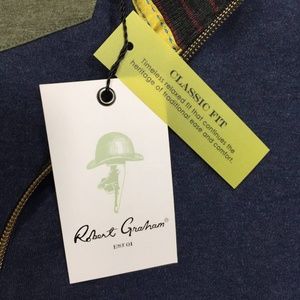 CLASSIC FIT
Timeless relaxed fit that continues the
heritage of traditional ease and comfort.
Robert Graham®
EST 01